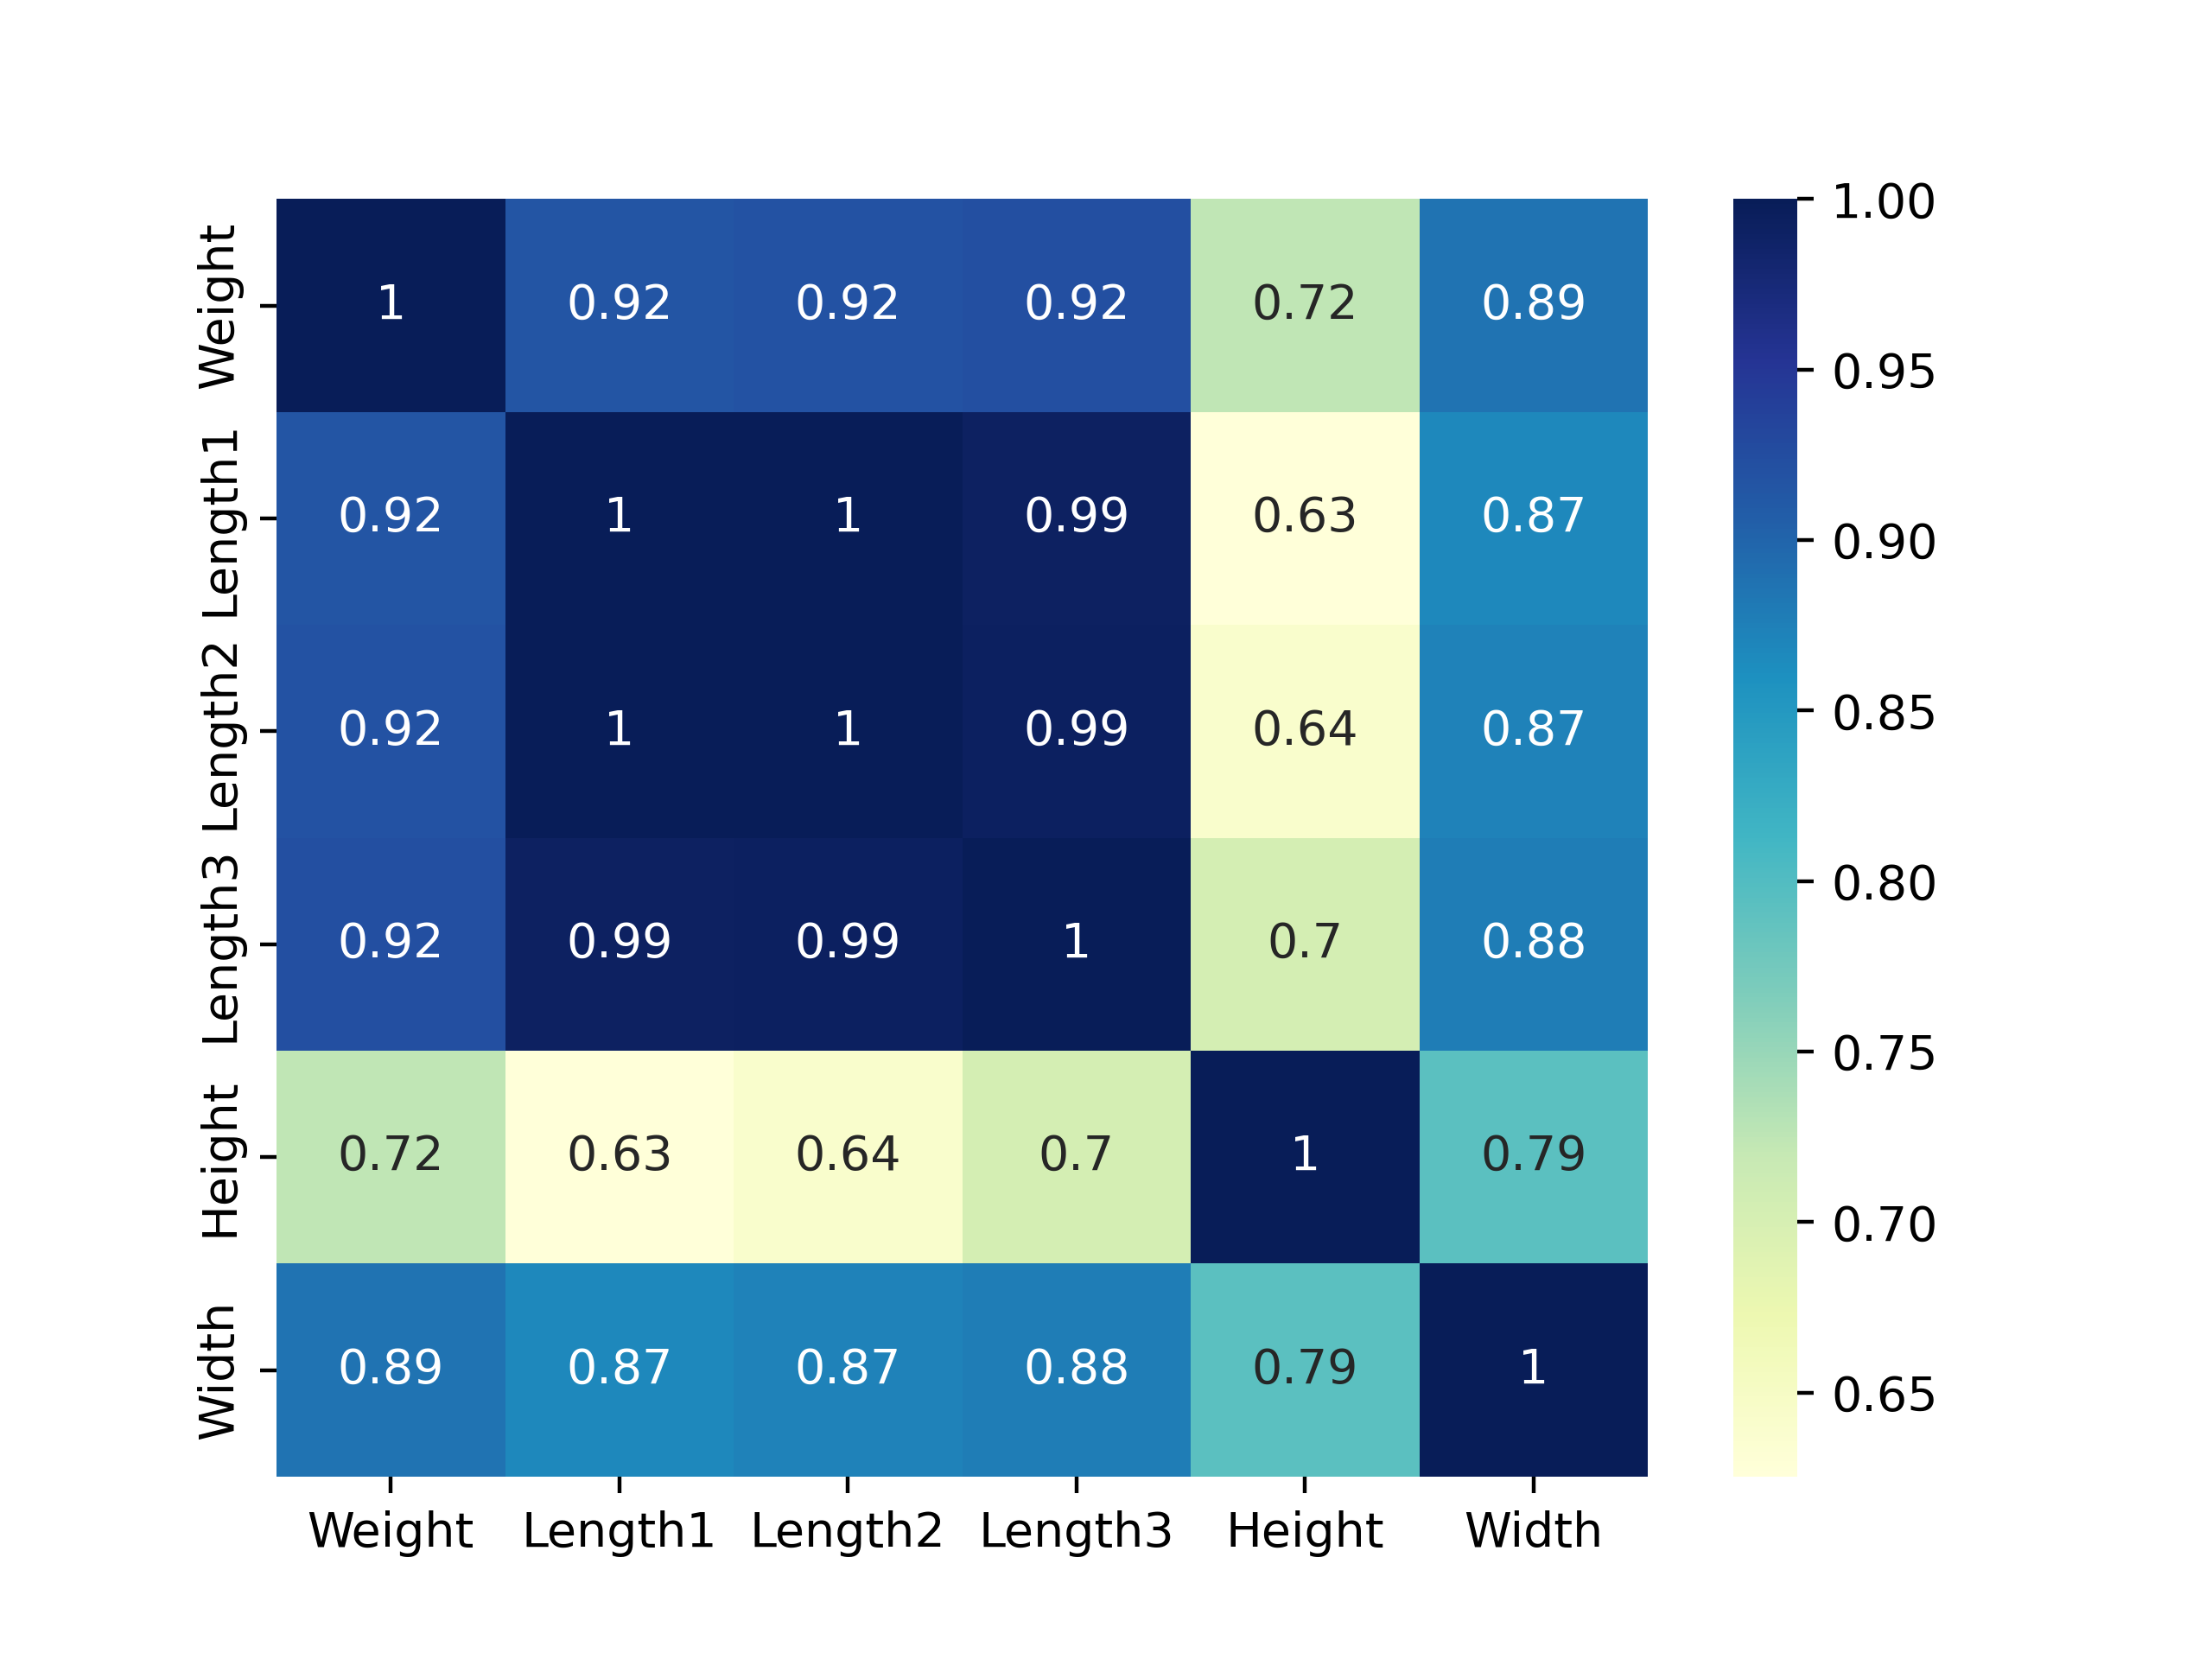 Weight 1 0.92 0.92 0.92 0.72 0.89
Length1 0.92 1 1 0.99 0.63 0.87
Length2 0.92 1 1 0.99 0.64 0.87
Length3 0.92 0.99 0.99 1 0.7 0.88
Height 0.72 0.63 0.64 0.7 1 0.79
Width 0.89 0.87 0.87 0.88 0.79 1
Weight Length1 Length2 Length3 Height Width
1.00
0.95
0.90
0.85
0.80
0.75
0.70
0.65